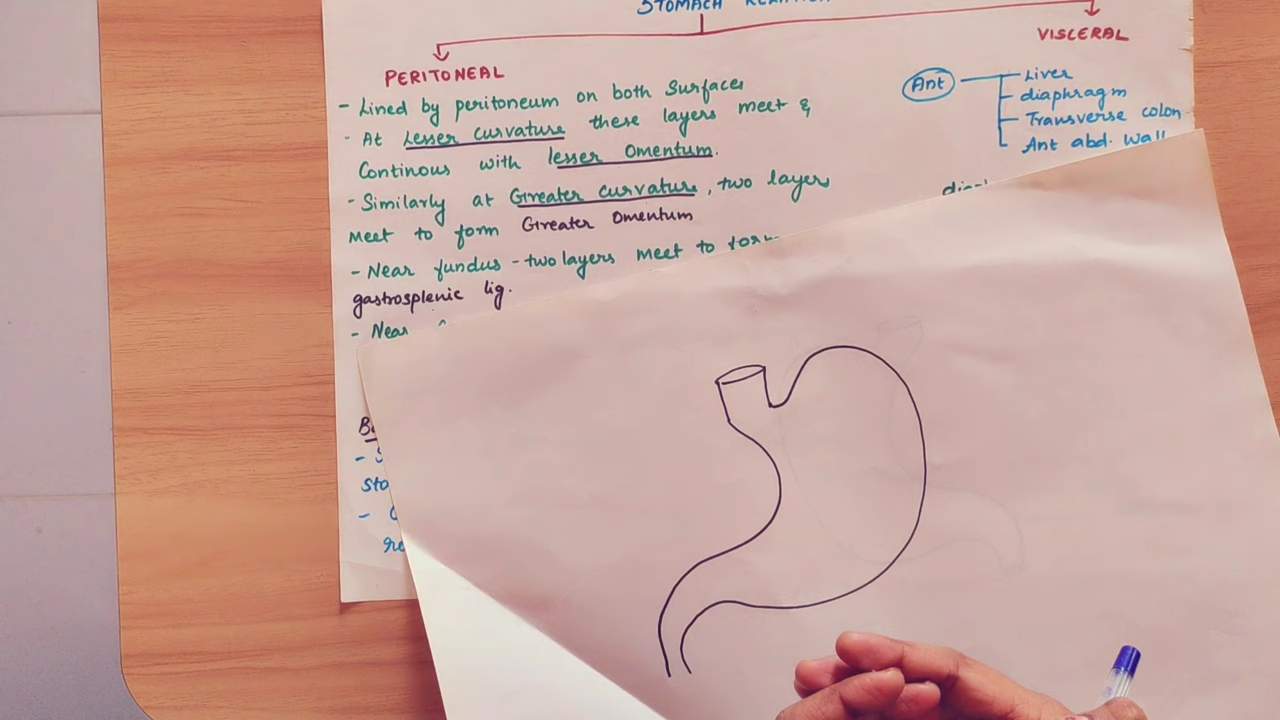 STOMACH
PERITONEAL
- Lined by peritoneum on both Surfaces
- At Lesser curvature these layers meet &
Continous with lesser Omentum.
- Similarly at Greater curvature, two layers
Meet to form Greater Omentum
- Near fundus - two layers meet to form
gastrosplenic lig.
- Near
VISCERAL
Ant
Liver
diaphragm
Transverse colon
Ant abd. wall